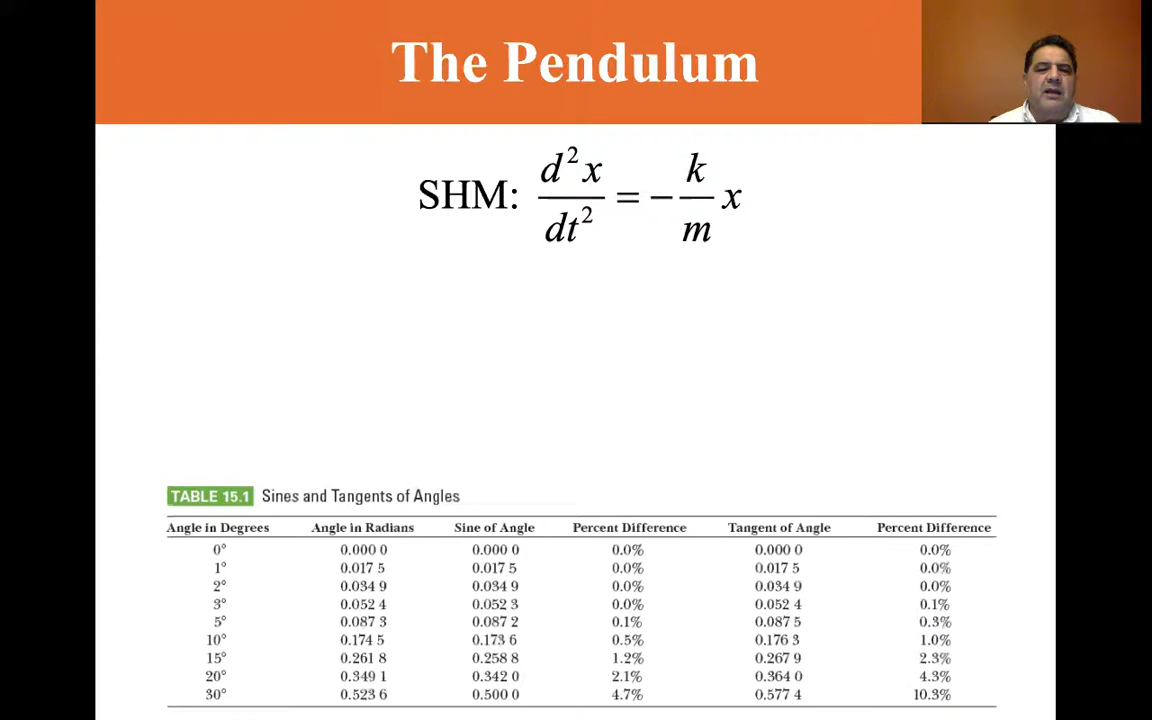 The Pendulum
SHM: d²x/dt² = −k/m x
TABLE 15.1 Sines and Tangents of Angles
Angle in Degrees Angle in Radians Sine of Angle Percent Difference Tangent of Angle Percent Difference
0° 0.000 0 0.000 0 0.0% 0.000 0 0.0%
1° 0.017 5 0.017 5 0.0% 0.017 5 0.0%
2° 0.034 9 0.034 9 0.0% 0.034 9 0.0%
3° 0.052 4 0.052 3 0.0% 0.052 4 0.1%
5° 0.087 3 0.087 2 0.1% 0.087 5 0.3%
10° 0.174 5 0.173 6 0.5% 0.176 3 1.0%
15° 0.261 8 0.258 8 1.2% 0.267 9 2.3%
20° 0.349 1 0.342 0 2.1% 0.364 0 4.3%
30° 0.523 6 0.500 0 4.7% 0.577 4 10.3%